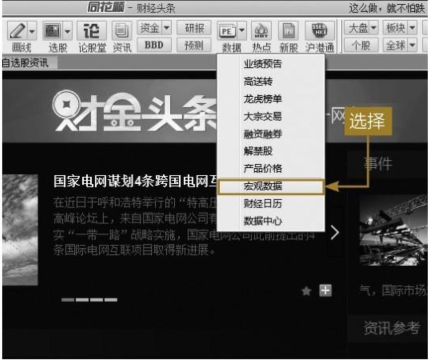 同花顺 - 财经头条
这么做，就不怕跌
画线
选股
论
论股堂
资讯
资金
BBD
研报
预测
PE
数据
热点
新股
沪港通
大盘
板块
个股
全球
自选股资讯
业绩预告
高送转
龙虎榜单
大宗交易
融资融券
解禁股
产品价格
宏观数据
财经日历
数据中心
选择
财金头条
网
事件
国家电网谋划4条跨国电网互
在近日于呼和浩特举行的“特高压
高峰论坛上，来自国家电网公司有
实“一带一路”战略实施，国家电网公司此前提出的4
条国际电网互联项目取得新进展。
气，国际市场
资讯参考